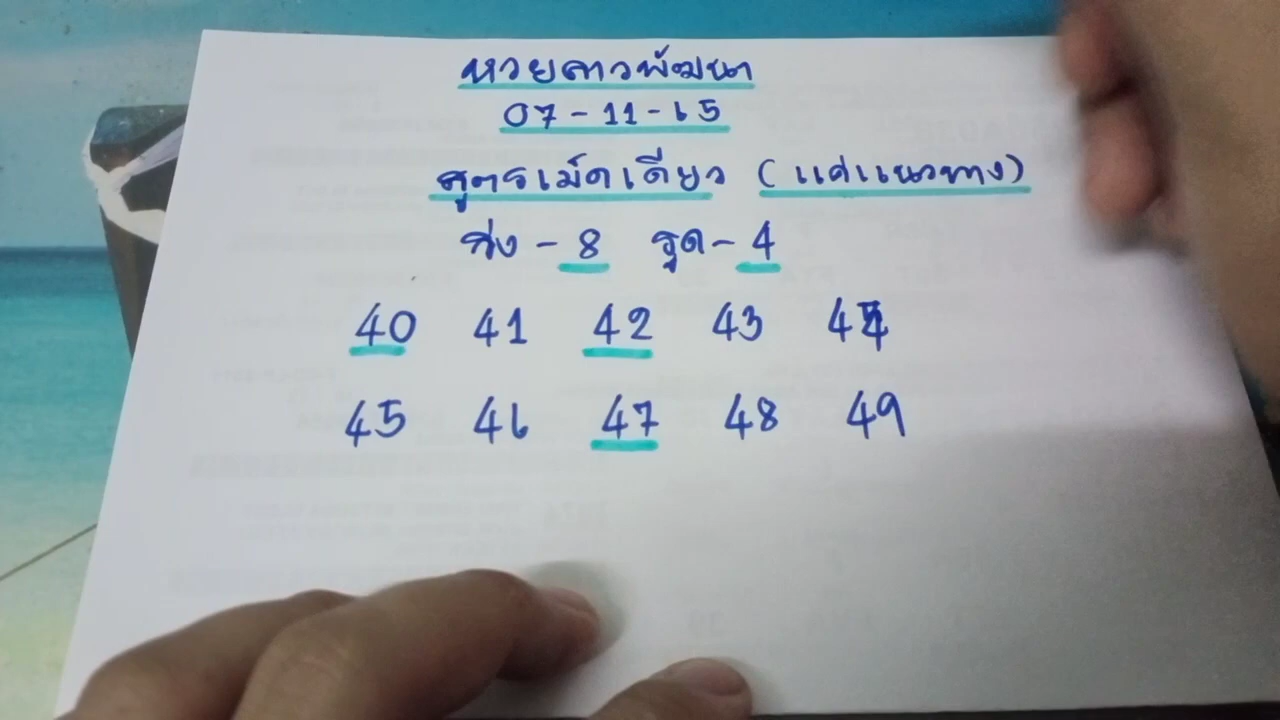 หวยลาวพัฒนา
07-11-65
สูตรเม็ดเดียว (แค่แนวทาง)
วิ่ง - 8 รูด - 4
40 41 42 43 44
45 46 47 48 49